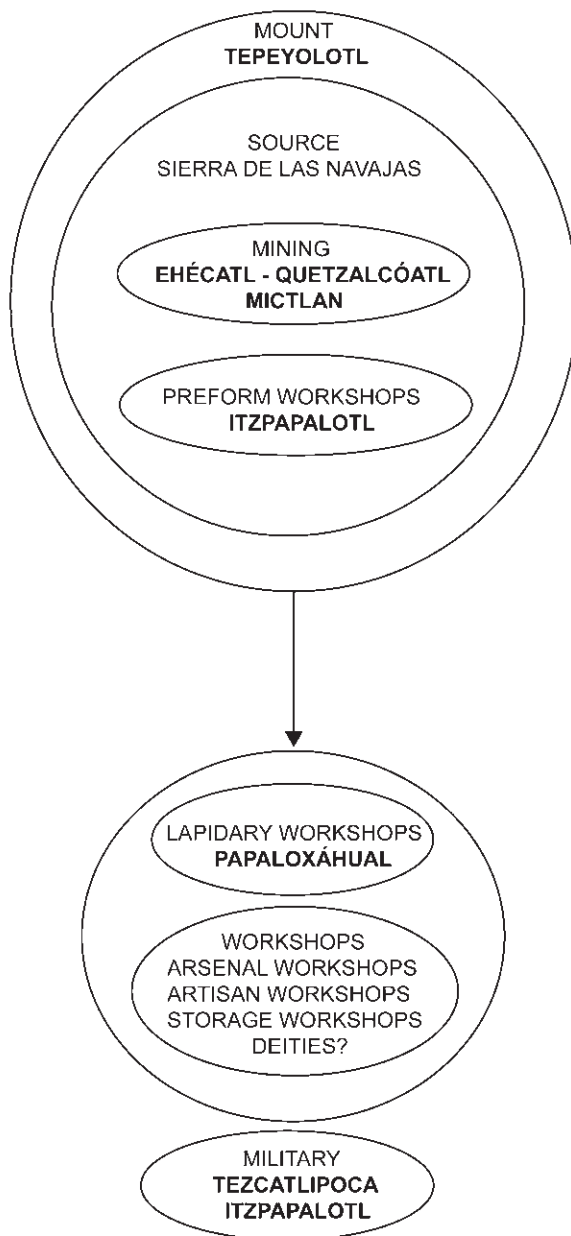 MOUNT
TEPEYOLOTL
SOURCE
SIERRA DE LAS NAVAJAS
MINING
EHÉCATL - QUETZALCÓATL
MICTLAN
PREFORM WORKSHOPS
ITZPAPALOTL
LAPIDARY WORKSHOPS
PAPALOXÁHUAL
WORKSHOPS
ARSENAL WORKSHOPS
ARTISAN WORKSHOPS
STORAGE WORKSHOPS
DEITIES?
MILITARY
TEZCATLIPOCA
ITZPAPALOTL